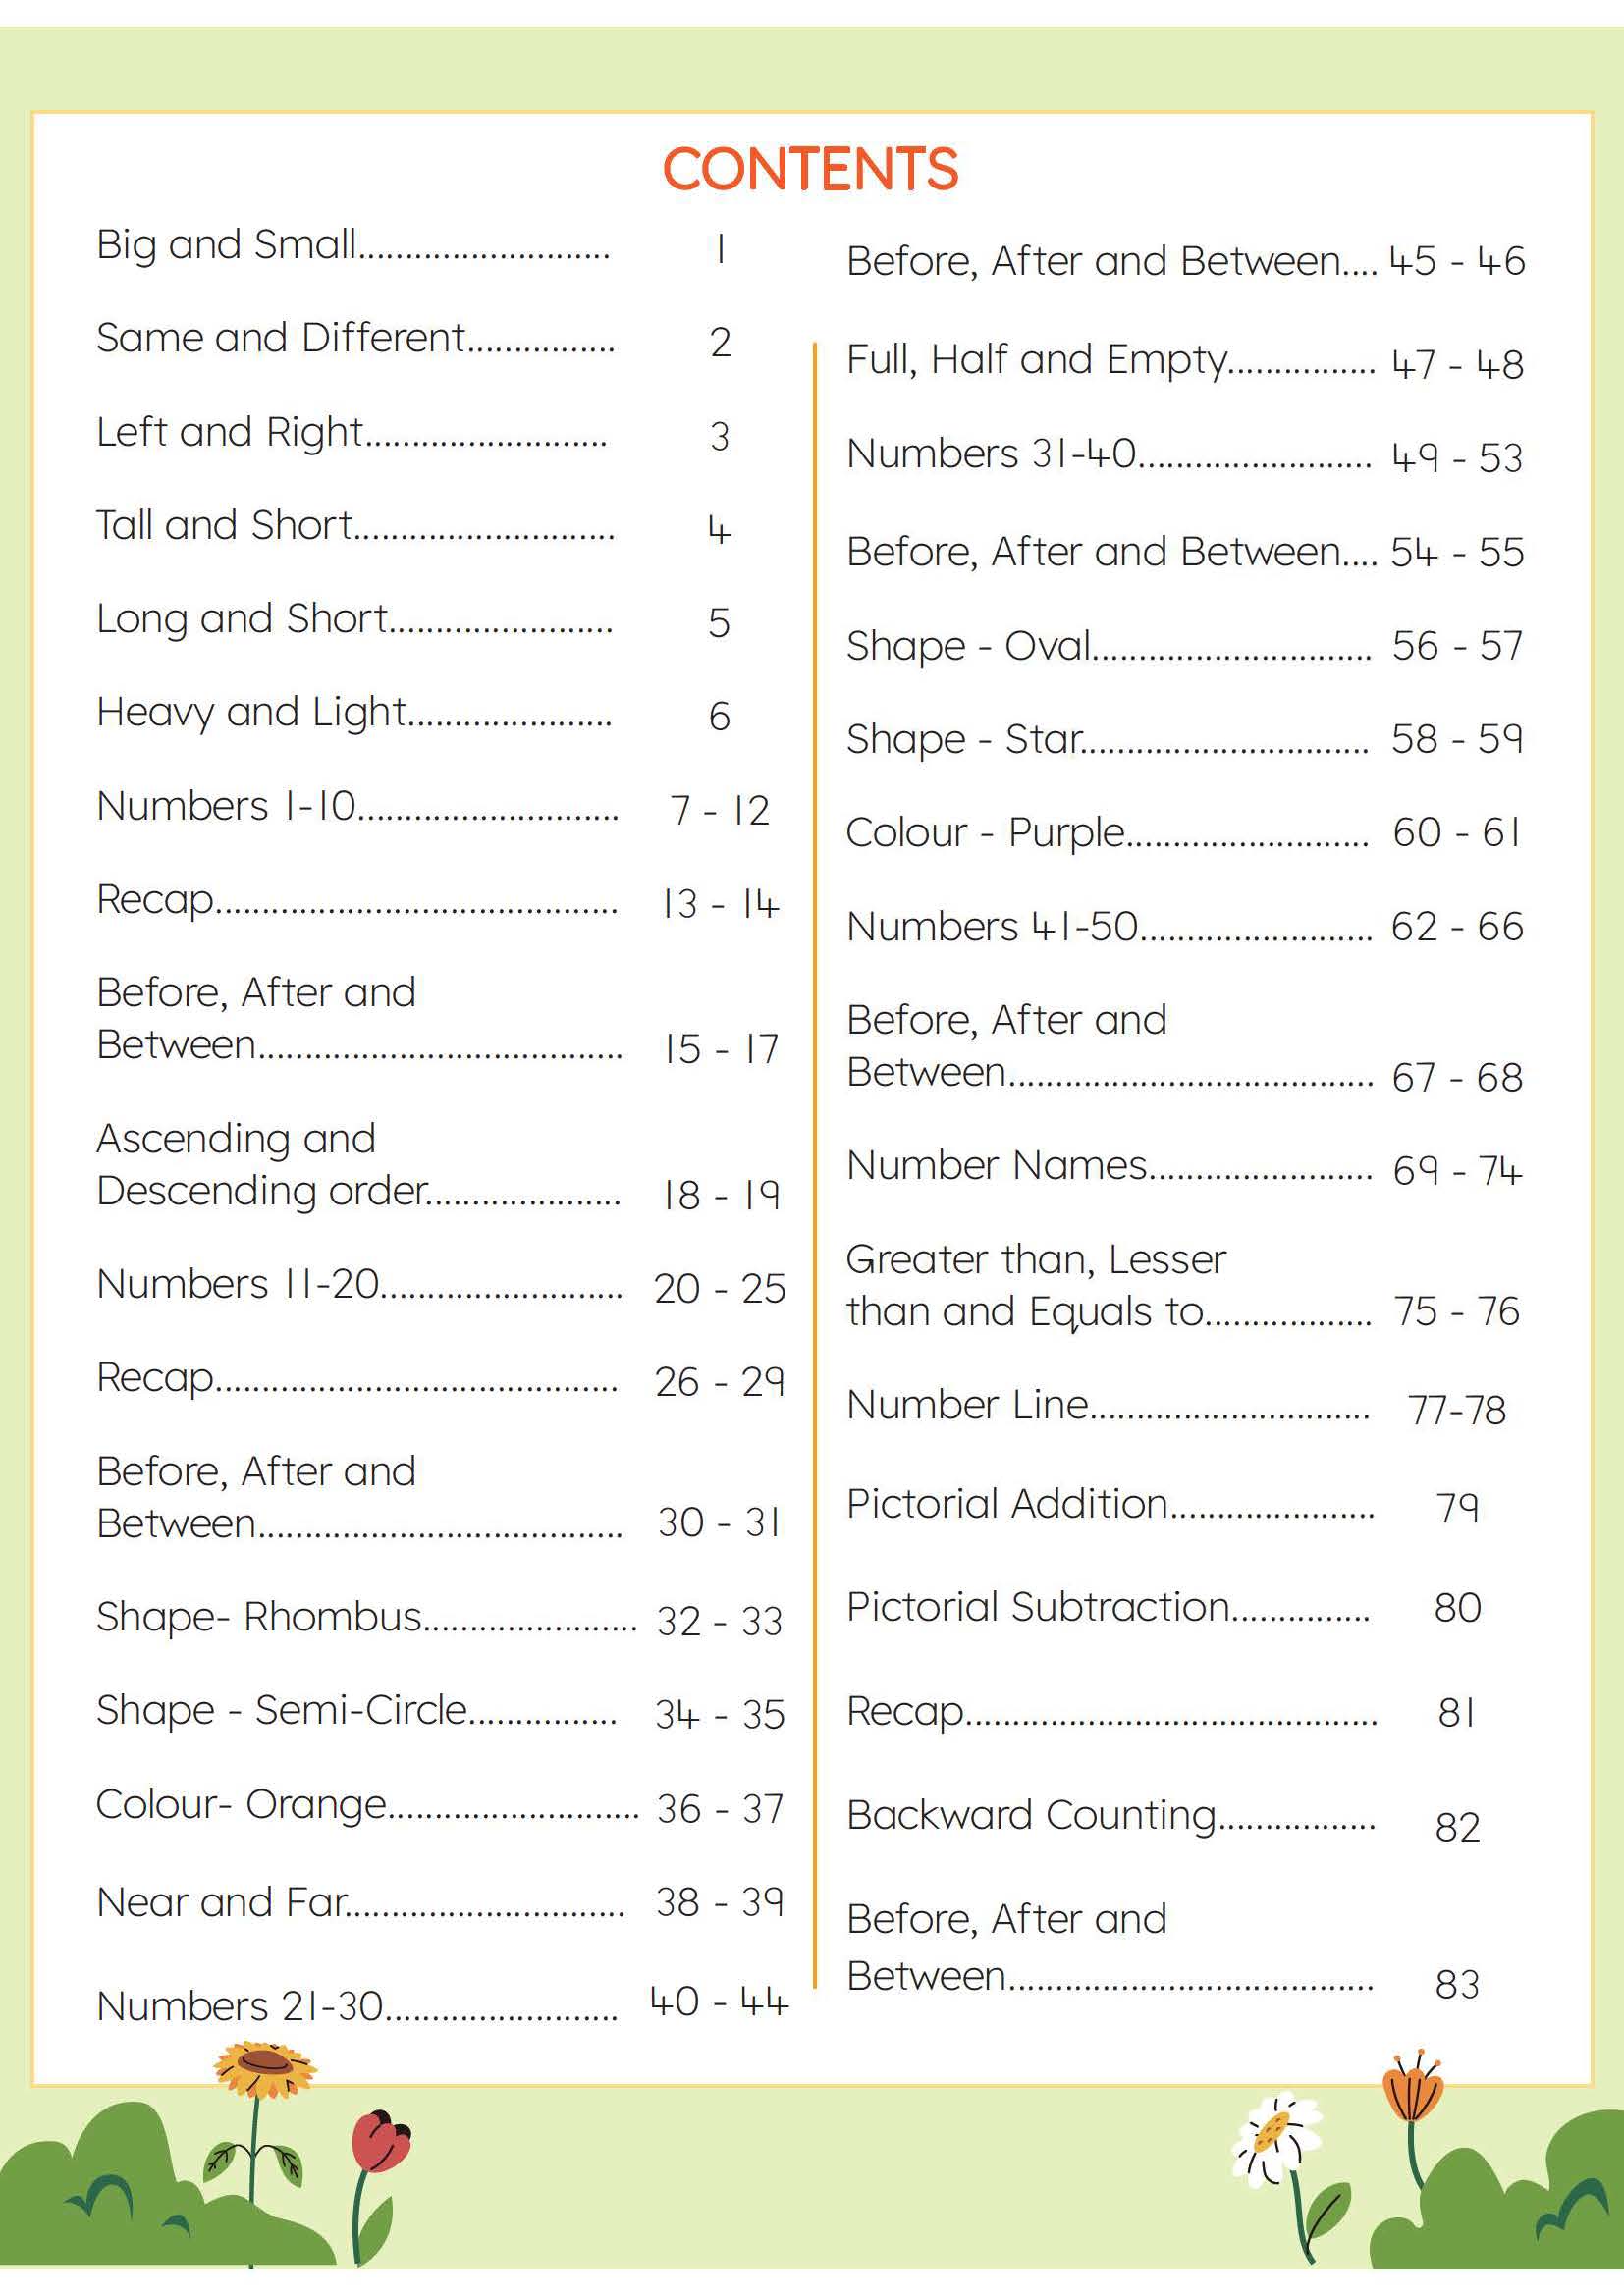 CONTENTS
Big and Small........................... 1
Same and Different................ 2
Left and Right.......................... 3
Tall and Short............................ 4
Long and Short........................ 5
Heavy and Light...................... 6
Numbers 1-10............................ 7 - 12
Recap........................................... 13 - 14
Before, After and
Between....................................... 15 - 17
Ascending and
Descending order..................... 18 - 19
Numbers 11-20.......................... 20 - 25
Recap........................................... 26 - 29
Before, After and
Between....................................... 30 - 31
Shape- Rhombus....................... 32 - 33
Shape - Semi-Circle................ 34 - 35
Colour- Orange........................... 36 - 37
Near and Far.............................. 38 - 39
Numbers 21-30......................... 40 - 44
Before, After and Between.... 45 - 46
Full, Half and Empty................ 47 - 48
Numbers 31-40......................... 49 - 53
Before, After and Between.... 54 - 55
Shape - Oval.............................. 56 - 57
Shape - Star............................... 58 - 59
Colour - Purple.......................... 60 - 61
Numbers 41-50......................... 62 - 66
Before, After and
Between....................................... 67 - 68
Number Names........................ 69 - 74
Greater than, Lesser
than and Equals to.................. 75 - 76
Number Line.............................. 77-78
Pictorial Addition...................... 79
Pictorial Subtraction............... 80
Recap............................................ 81
Backward Counting................. 82
Before, After and
Between....................................... 83